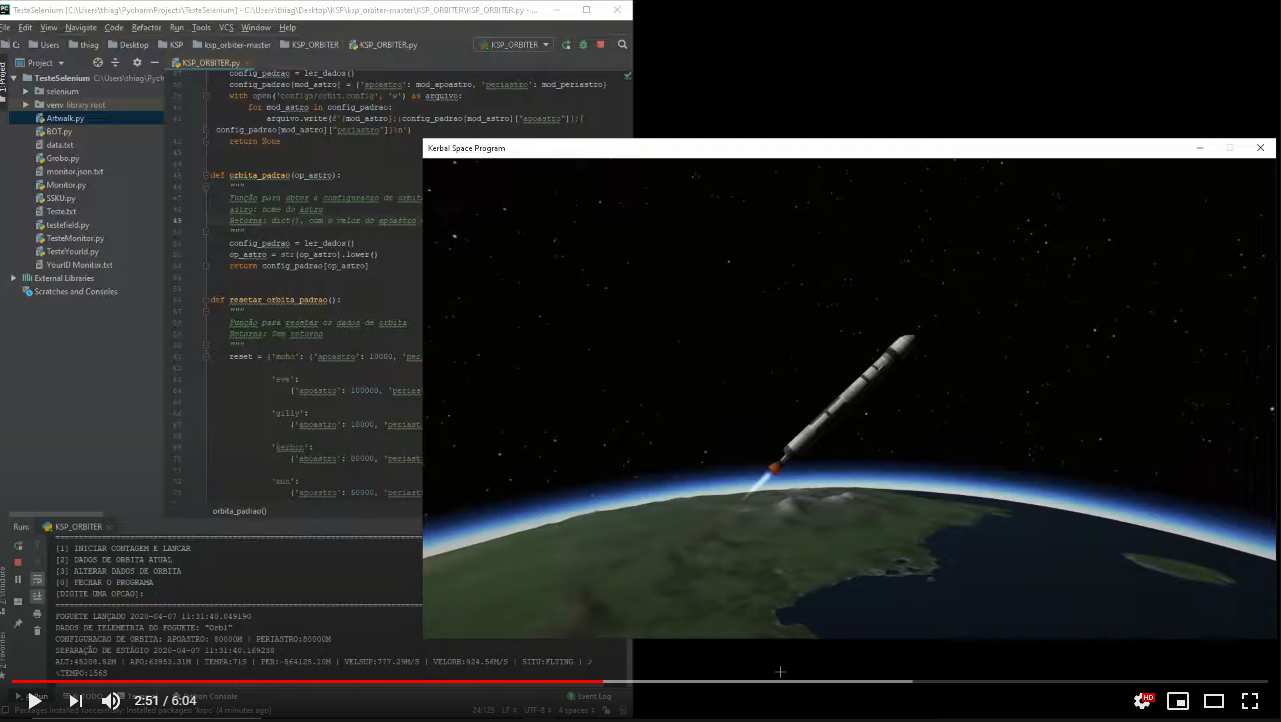 TesteSelenium [C:\Users\thiag\PycharmProjects\TesteSelenium] - C:\Users\thiag\Desktop\KSP\ksp_orbiter-master\KSP_ORBITER\KSP_ORBITER.py - ...
File Edit View Navigate Code Refactor Run Tools VCS Window Help
C: Users thiag Desktop KSP ksp_orbiter-master KSP_ORBITER KSP_ORBITER.py KSP_ORBITER
Project
KSP_ORBITER.py
1: Project
TesteSelenium C:\Users\thiag\Pych
selenium
venv library root
Artwalk.py
BOT.py
data.txt
Grobo.py
monitor.json.txt
Monitor.py
SSKU.py
Teste.txt
testefield.py
TesteMonitor.py
TesteYourId.py
YourID Monitor.txt
External Libraries
Scratches and Consoles
config_padrao = ler_dados()
config_padrao[mod_astro] = {'apoastro': mod_apoastro, 'periastro': mod_periastro}
with open('configs/orbit.config', 'w') as arquivo:
for mod_astro in config_padrao:
arquivo.write(f'{mod_astro};{config_padrao[mod_astro]["apoastro"]};{
config_padrao[mod_astro]["periastro"]}\n')
return None
def orbita_padrao(op_astro):
"""
Função para obter a configuracao de orbita
astro: nome do astro
Retorna: dict(), com o valor do apoastro
"""
config_padrao = ler_dados()
op_astro = str(op_astro).lower()
return config_padrao[op_astro]
def resetar_orbita_padrao():
"""
Função para resetar os dados de orbita
Retorna: Sem retorno
"""
reset = {'moho': {'apoastro': 10000, 'per
'eve':
{'apoastro': 100000, 'perias
'gilly':
{'apoastro': 10000, 'periast
'kerbin':
{'apoastro': 80000, 'periast
'mun':
{'apoastro': 50000, 'periast
orbita_padrao()
Kerbal Space Program
Run: KSP_ORBITER
[1] INICIAR CONTAGEM E LANCAR
[2] DADOS DE ORBITA ATUAL
[3] ALTERAR DADOS DE ORBITA
[0] FECHAR O PROGRAMA
[DIGITE UMA OPCAO]:
FOGUETE LANÇADO 2020-04-07 11:31:40.049190
DADOS DE TELEMETRIA DO FOGUETE: "Orb1"
CONFIGURACAO DE ORBITA: APOASTRO: 80000M | PERIASTRO:80000M
SEPARAÇÃO DE ESTÁGIO 2020-04-07 11:31:40.169238
ALT:45208.52M | APO:63953.31M | TEMPA:71S | PER:-564125.10M | VELSUP:777.29M/S | VELORB:924.56M/S | SITU:FLYING |
TEMPO:156S
Z: Structure
2: Favorites
Run TODO Python Console Event Log
2:51 / 6:04
HD
Packages installed successfully: Installed packages: 'krpc' (4 minutes ago)
24:125 LF UTF-8 4 spaces